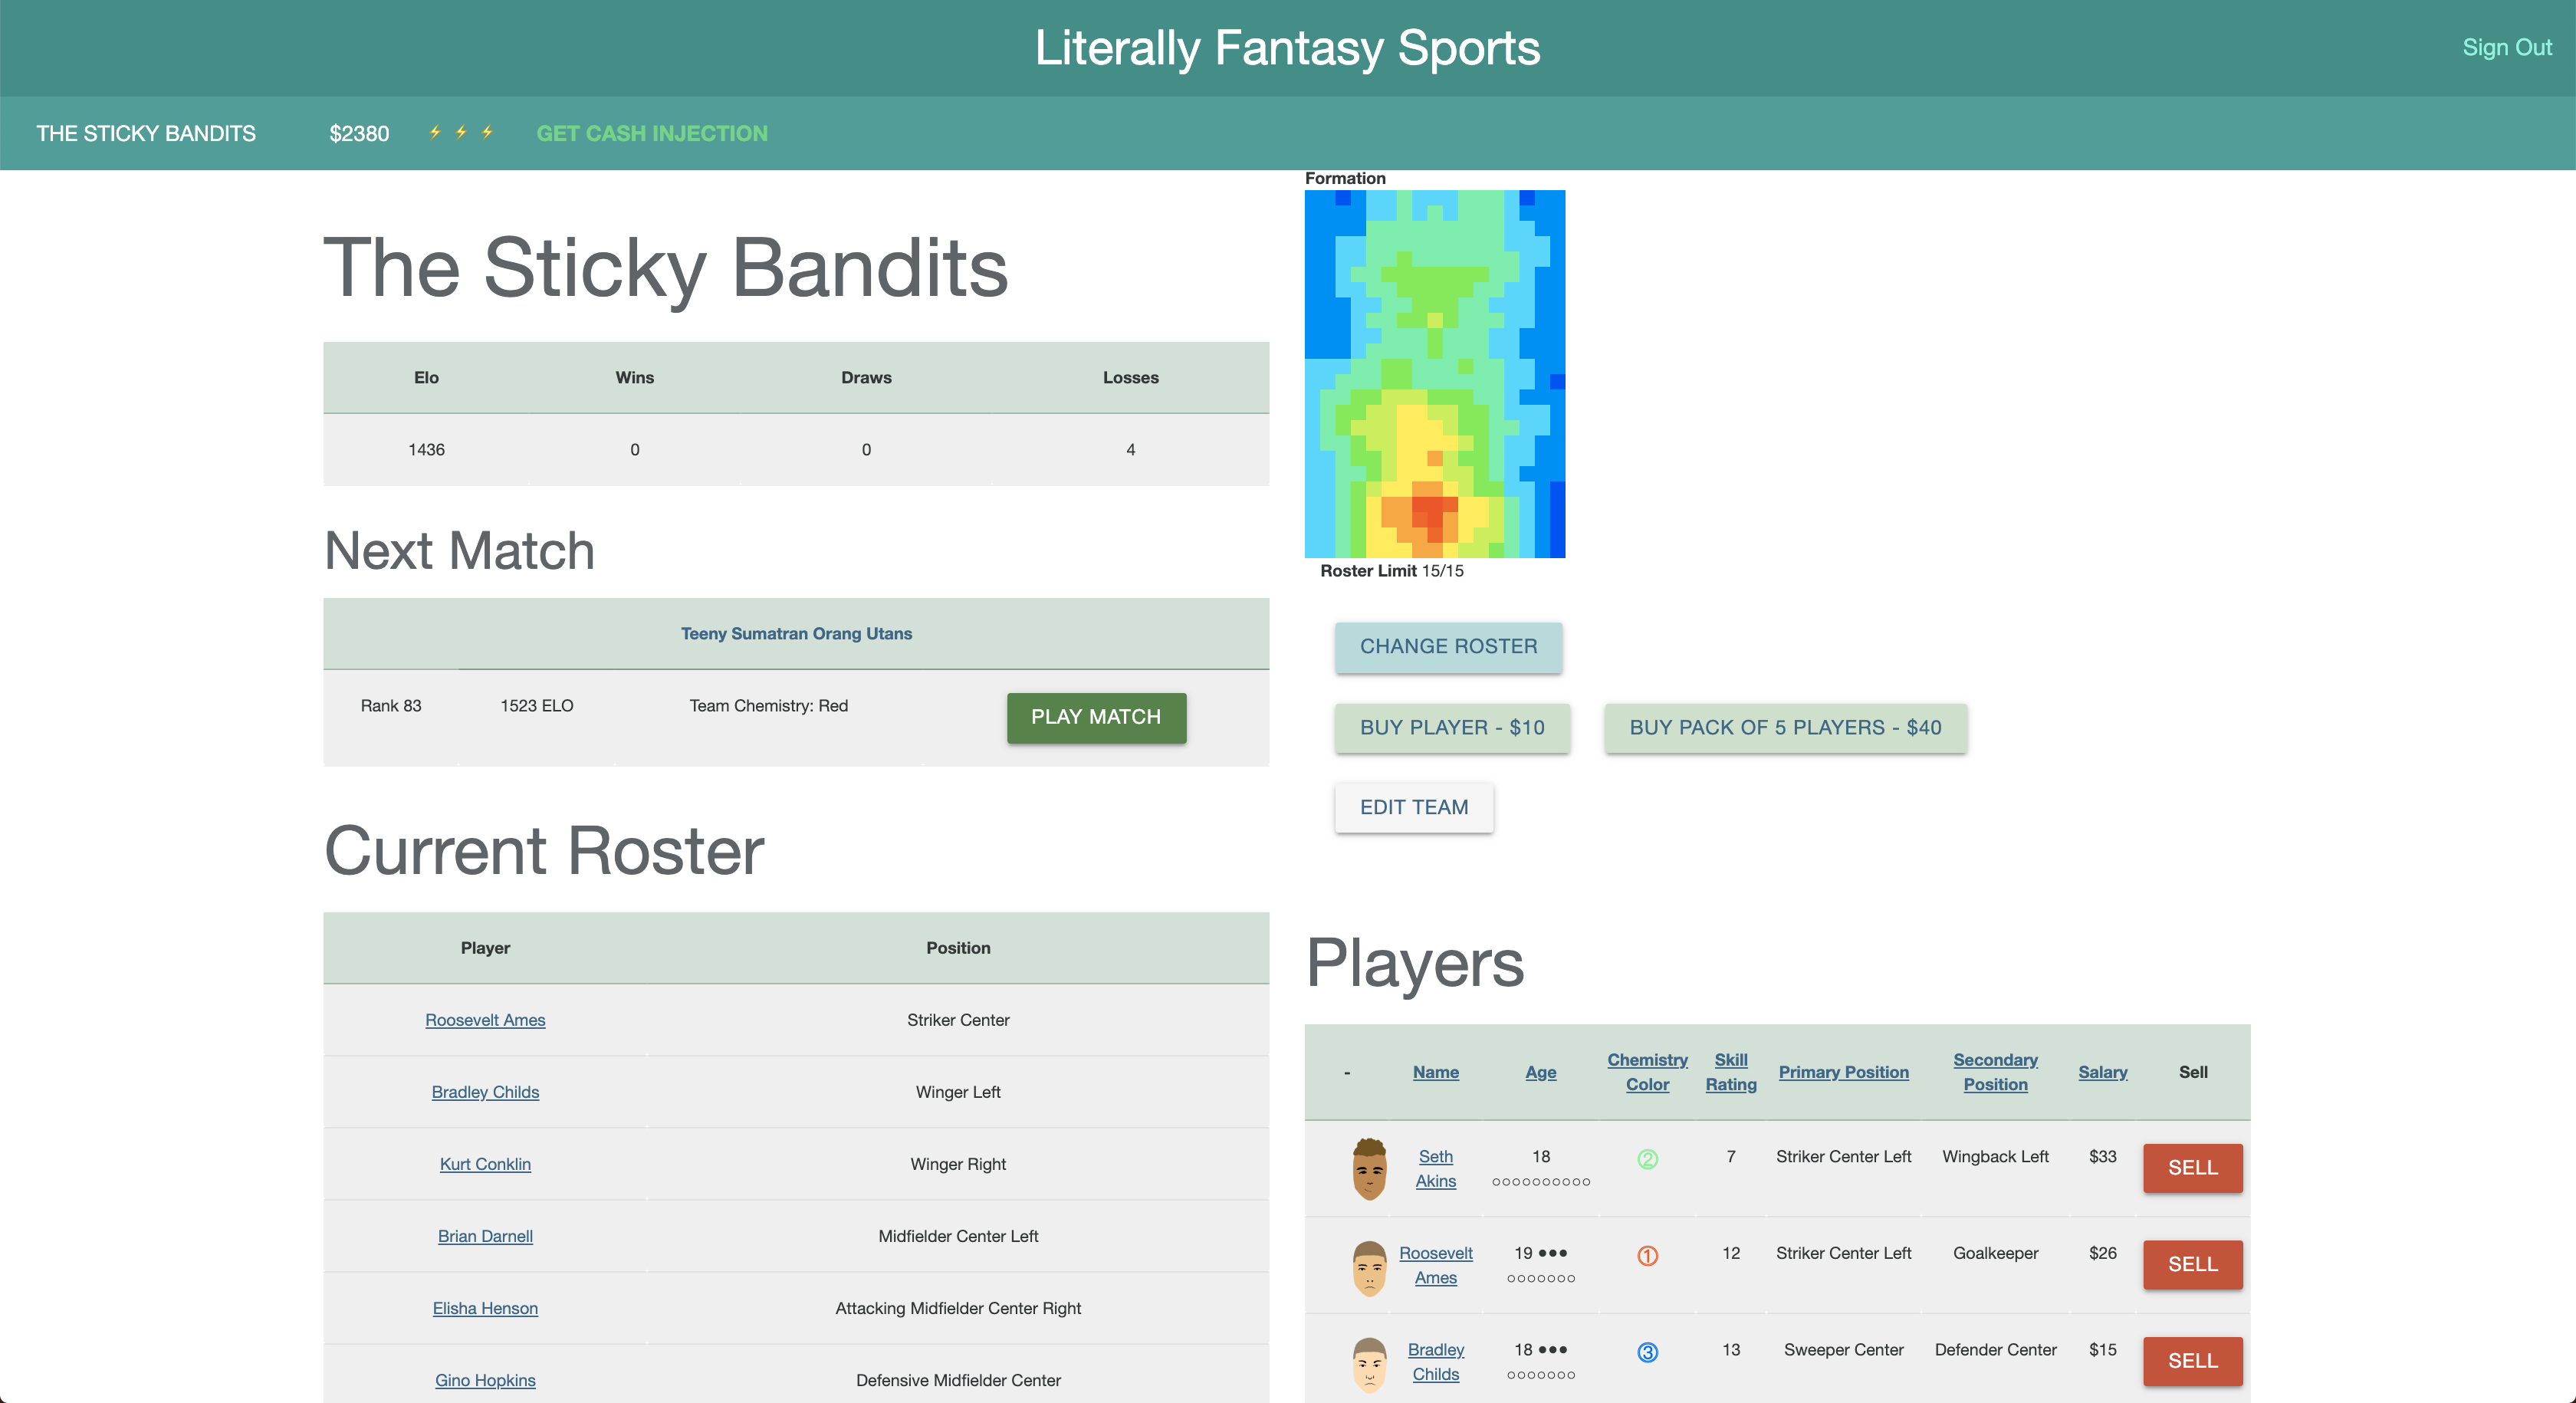 Literally Fantasy Sports
Sign Out
THE STICKY BANDITS $2380 ⚡ ⚡ ⚡ GET CASH INJECTION
The Sticky Bandits
Elo Wins Draws Losses
1436 0 0 4
Next Match
Teeny Sumatran Orang Utans
Rank 83 1523 ELO Team Chemistry: Red PLAY MATCH
Current Roster
Player Position
Roosevelt Ames Striker Center
Bradley Childs Winger Left
Kurt Conklin Winger Right
Brian Darnell Midfielder Center Left
Elisha Henson Attacking Midfielder Center Right
Gino Hopkins Defensive Midfielder Center
Formation
Roster Limit 15/15
CHANGE ROSTER
BUY PLAYER - $10 BUY PACK OF 5 PLAYERS - $40
EDIT TEAM
Players
- Name Age Chemistry Color Skill Rating Primary Position Secondary Position Salary Sell
Seth Akins 18 ○○○○○○○○○○ ② 7 Striker Center Left Wingback Left $33 SELL
Roosevelt Ames 19 ●●● ○○○○○○○ ① 12 Striker Center Left Goalkeeper $26 SELL
Bradley Childs 18 ●●● ○○○○○○○ ③ 13 Sweeper Center Defender Center $15 SELL